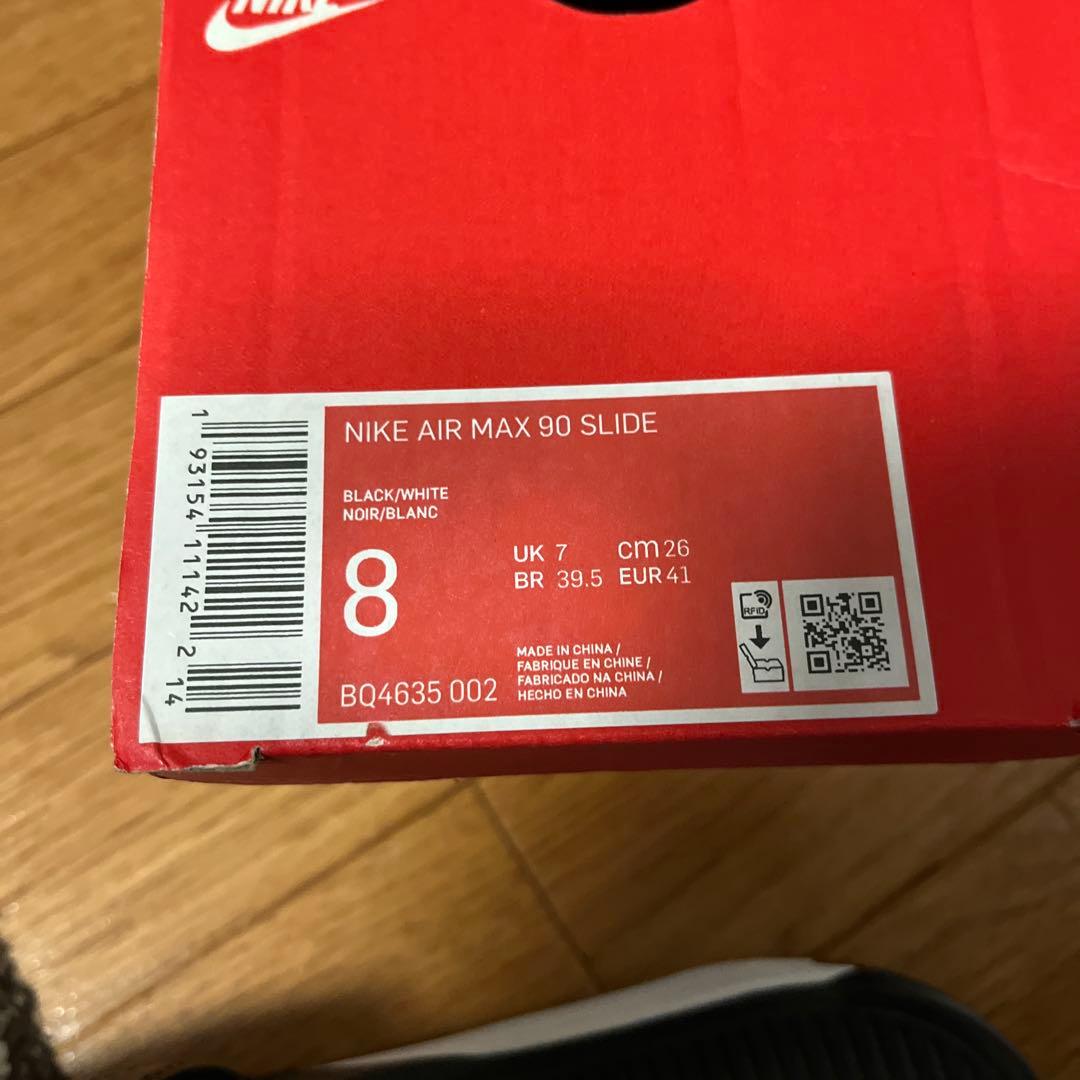 NIKE
NIKE AIR MAX 90 SLIDE
BLACK/WHITE
NOIR/BLANC
8
UK 7 cm 26
BR 39.5 EUR 41
MADE IN CHINA /
FABRIQUE EN CHINE /
FABRICADO NA CHINA /
HECHO EN CHINA
BQ4635 002
RFID
1 93154 11142 2 14